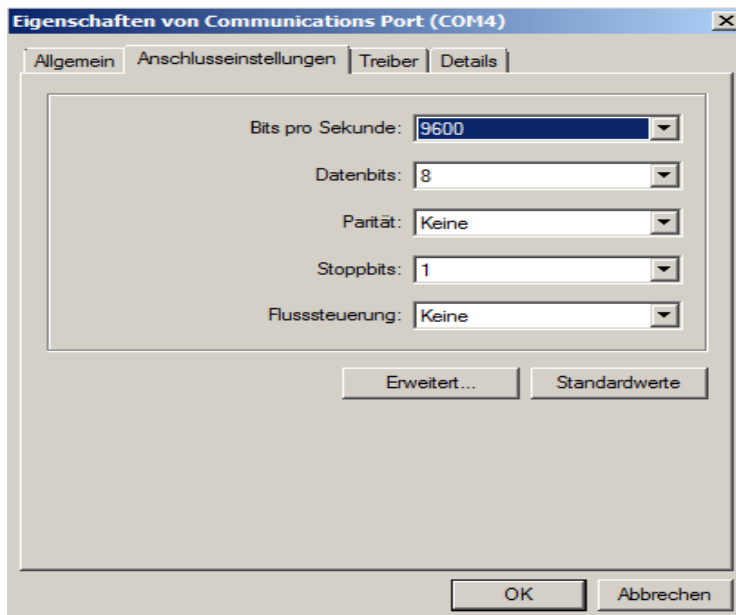 Eigenschaften von Communications Port (COM4)
Allgemein Anschlusseinstellungen Treiber Details
Bits pro Sekunde: 9600
Datenbits: 8
Parität: Keine
Stoppbits: 1
Flusssteuerung: Keine
Erweitert... Standardwerte
OK Abbrechen